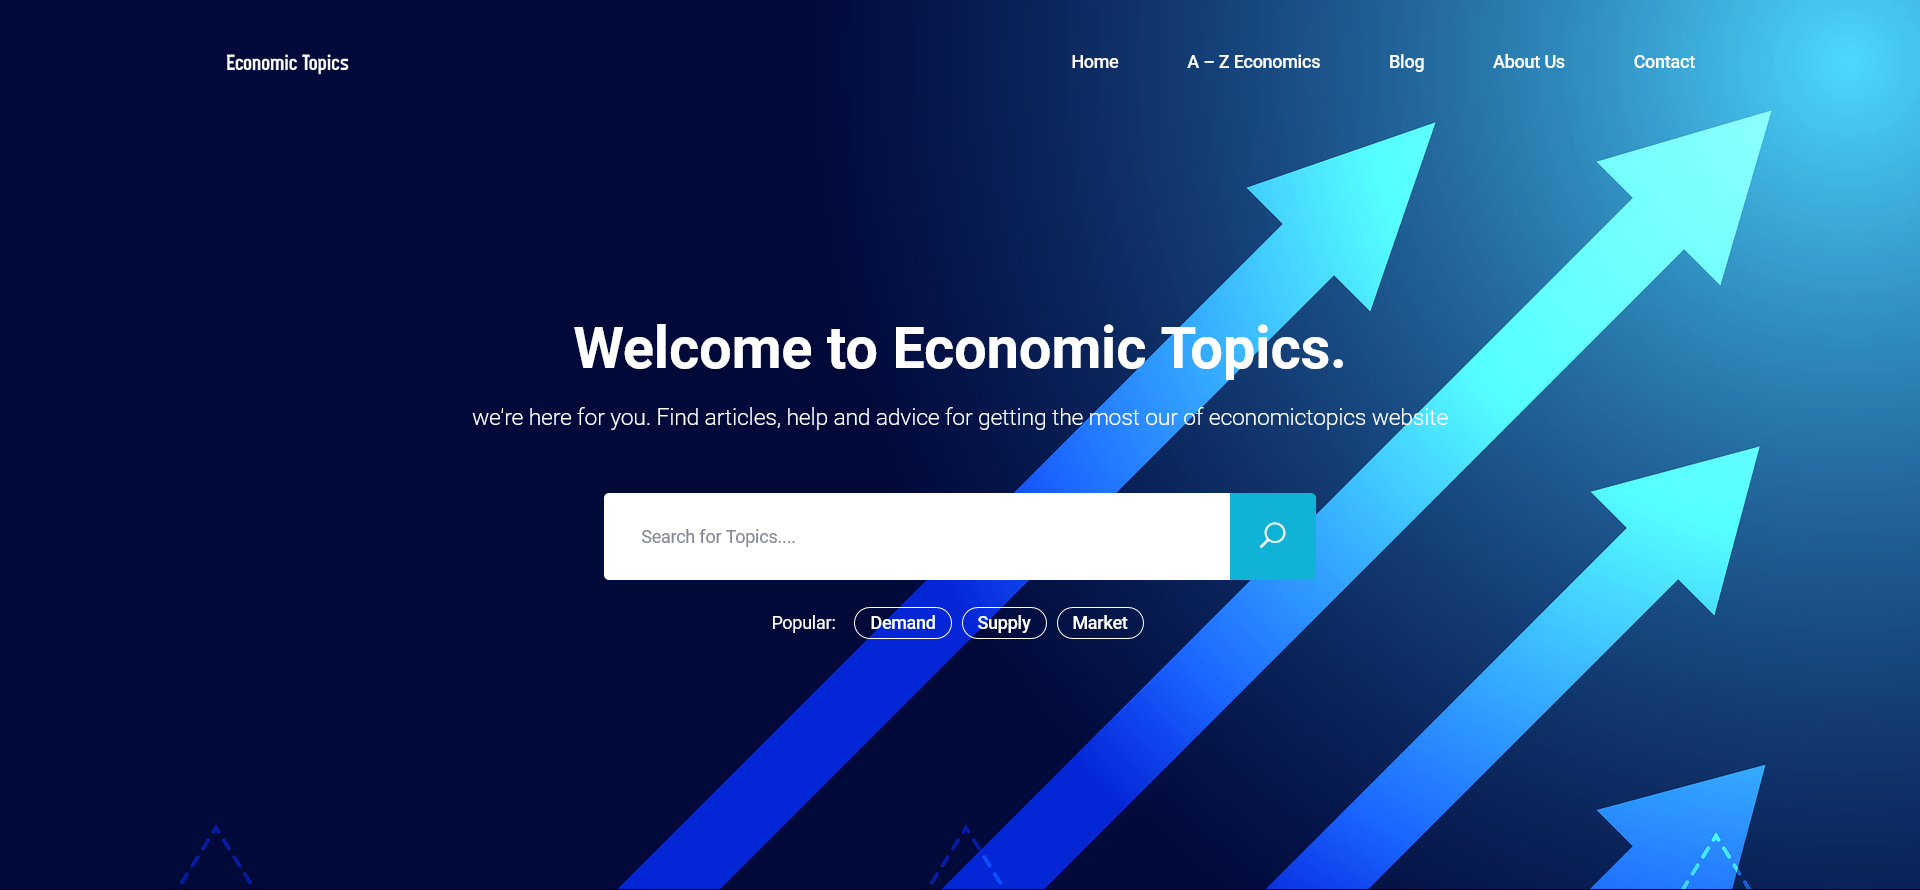 Economic Topics
Home
A – Z Economics
Blog
About Us
Contact
Welcome to Economic Topics.
we're here for you. Find articles, help and advice for getting the most our of economictopics website
Search for Topics....
Popular:
Demand
Supply
Market